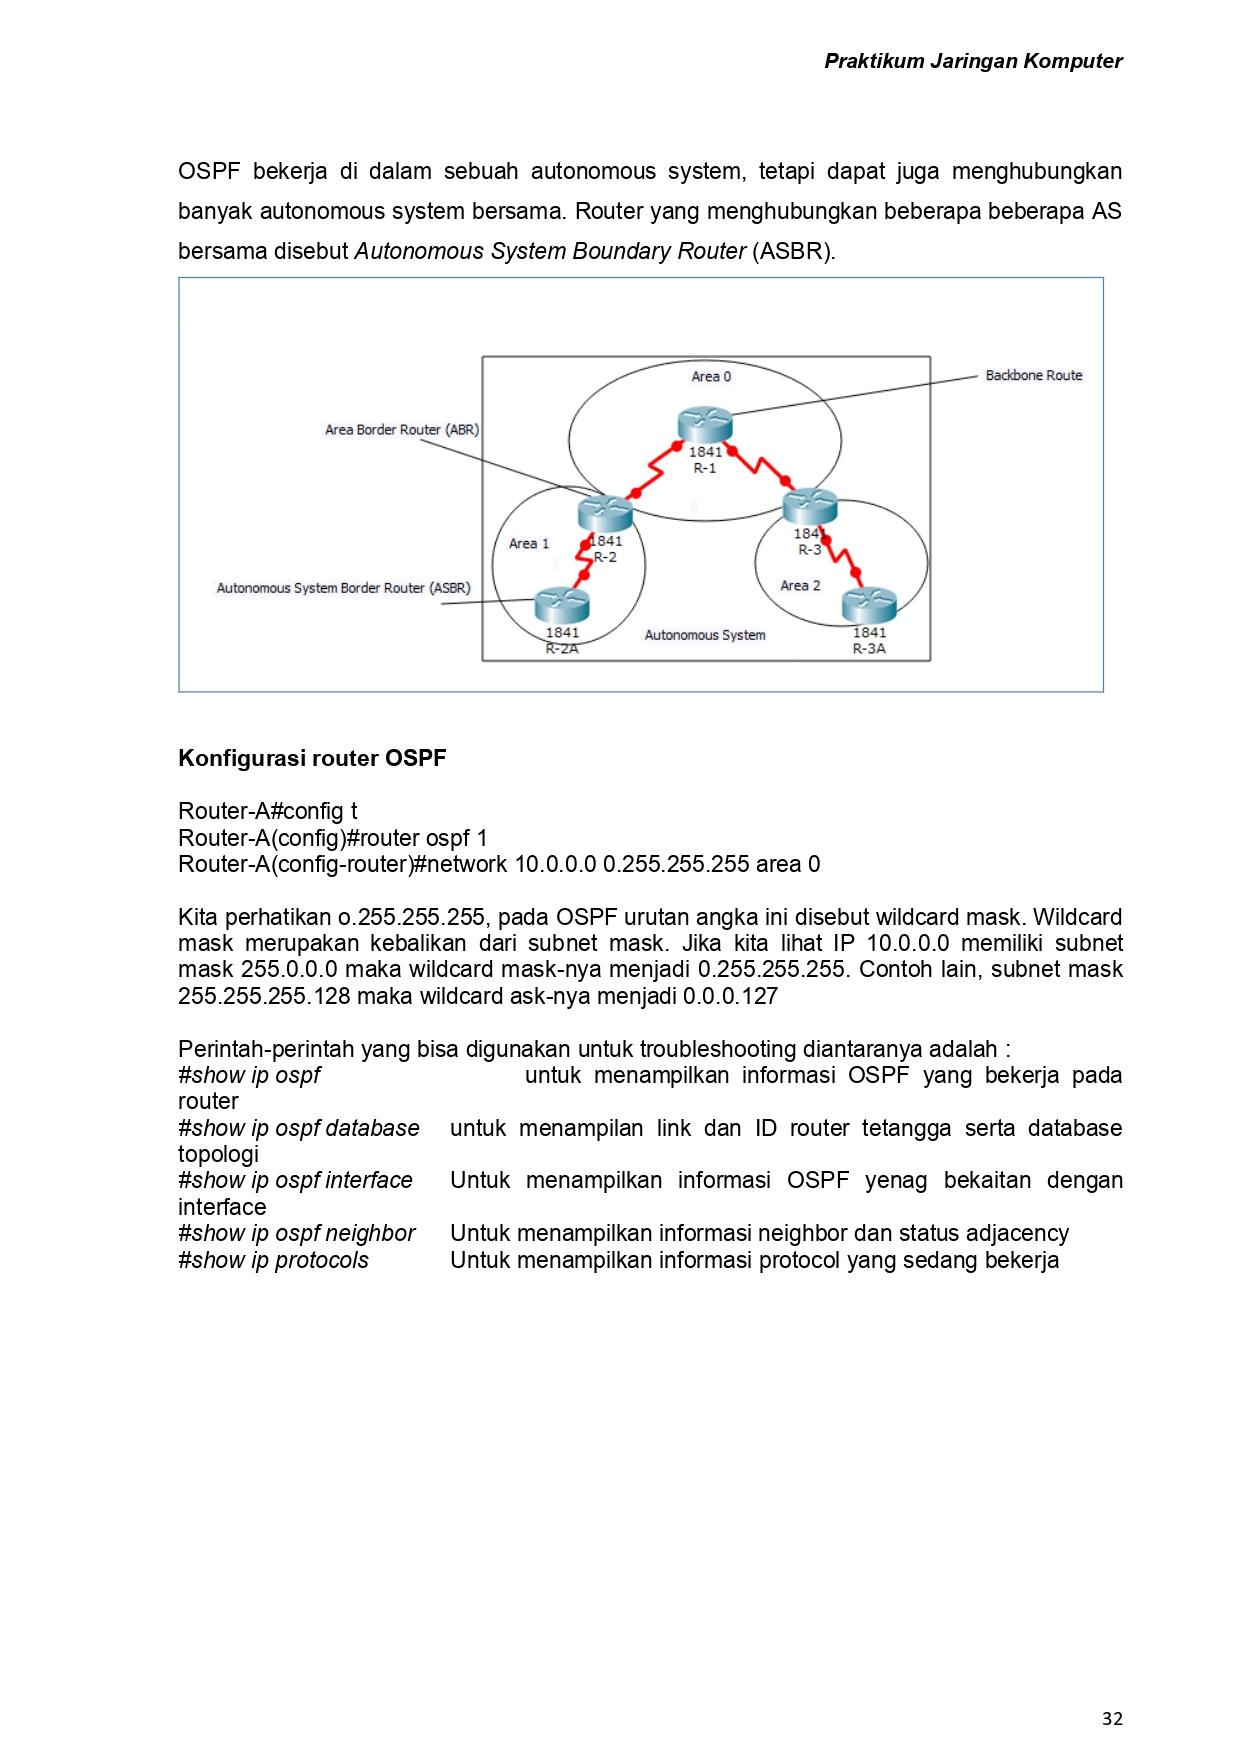 Praktikum Jaringan Komputer
OSPF bekerja di dalam sebuah autonomous system, tetapi dapat juga menghubungkan
banyak autonomous system bersama. Router yang menghubungkan beberapa beberapa AS
bersama disebut Autonomous System Boundary Router (ASBR).
Area 0
Backbone Route
Area Border Router (ABR)
1841
R-1
Area 1
1841
R-2
1841
R-3
Area 2
Autonomous System Border Router (ASBR)
1841
R-2A
Autonomous System
1841
R-3A
Konfigurasi router OSPF
Router-A#config t
Router-A(config)#router ospf 1
Router-A(config-router)#network 10.0.0.0 0.255.255.255 area 0
Kita perhatikan o.255.255.255, pada OSPF urutan angka ini disebut wildcard mask. Wildcard
mask merupakan kebalikan dari subnet mask. Jika kita lihat IP 10.0.0.0 memiliki subnet
mask 255.0.0.0 maka wildcard mask-nya menjadi 0.255.255.255. Contoh lain, subnet mask
255.255.255.128 maka wildcard ask-nya menjadi 0.0.0.127
Perintah-perintah yang bisa digunakan untuk troubleshooting diantaranya adalah :
#show ip ospf untuk menampilkan informasi OSPF yang bekerja pada
router
#show ip ospf database untuk menampilan link dan ID router tetangga serta database
topologi
#show ip ospf interface Untuk menampilkan informasi OSPF yenag bekaitan dengan
interface
#show ip ospf neighbor Untuk menampilkan informasi neighbor dan status adjacency
#show ip protocols Untuk menampilkan informasi protocol yang sedang bekerja
32